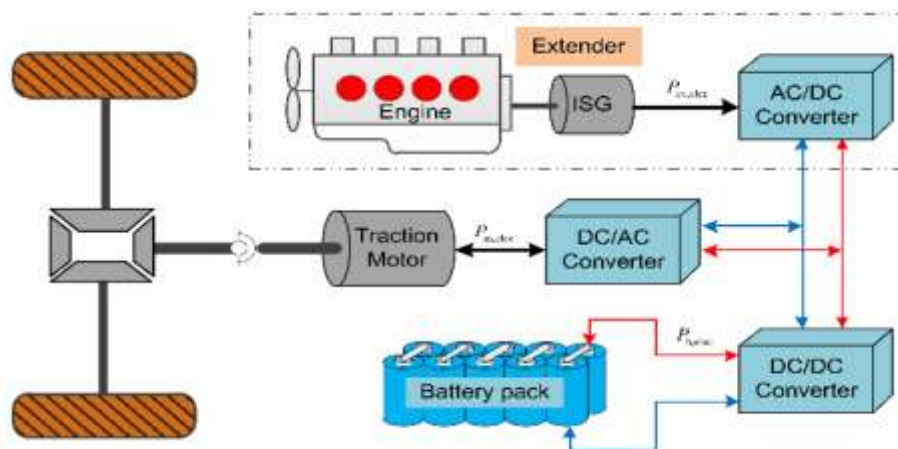 Extender
Engine
ISG
AC/DC
Converter
Traction
Motor
DC/AC
Converter
Battery pack
DC/DC
Converter